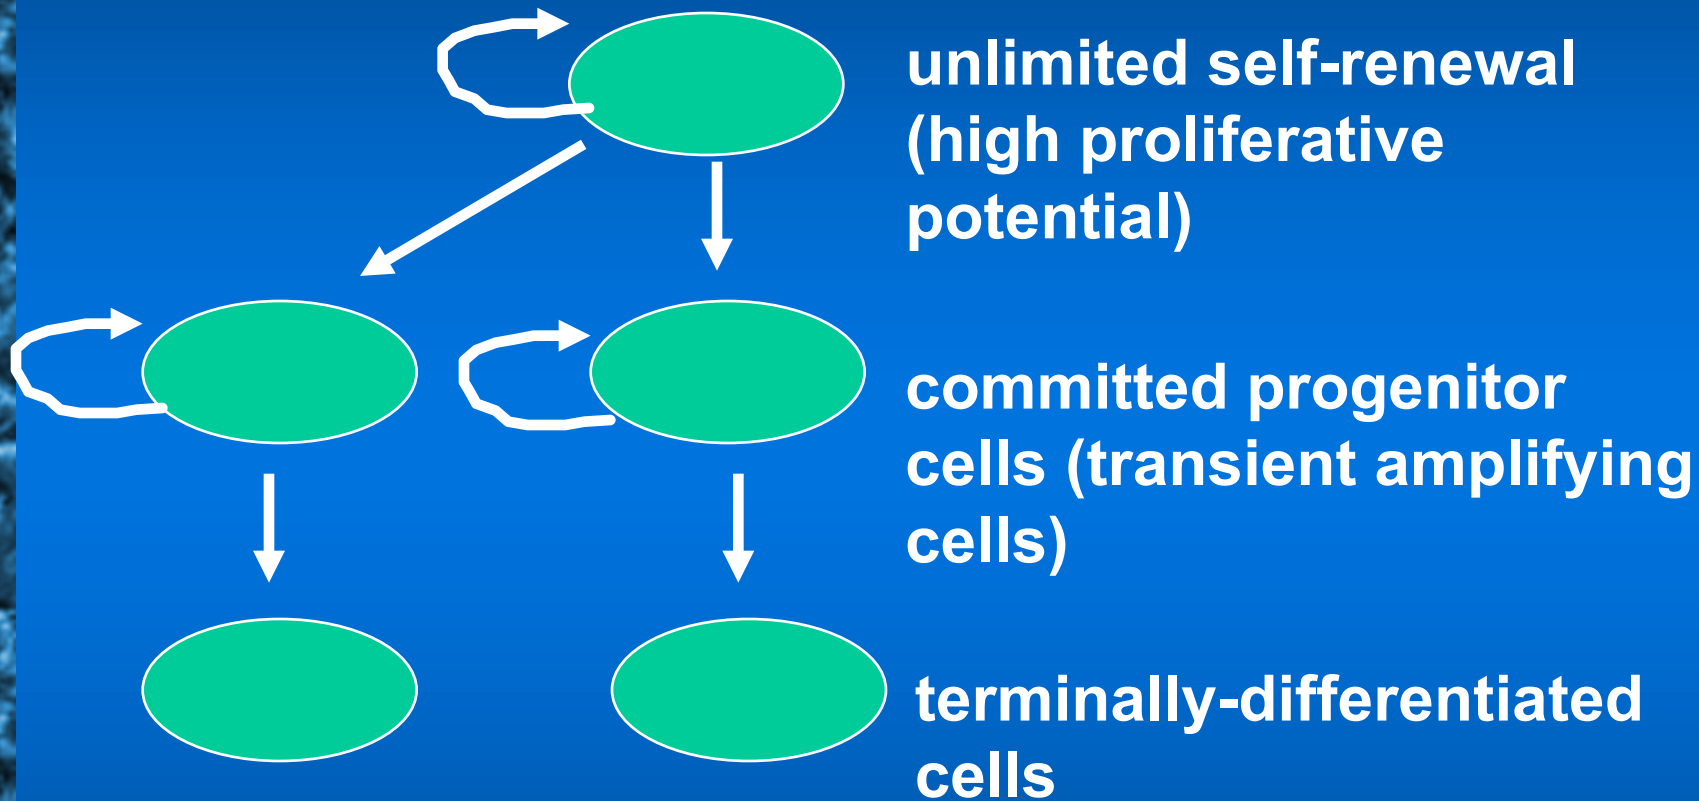 unlimited self-renewal
(high proliferative
potential)
committed progenitor
cells (transient amplifying
cells)
terminally-differentiated
cells